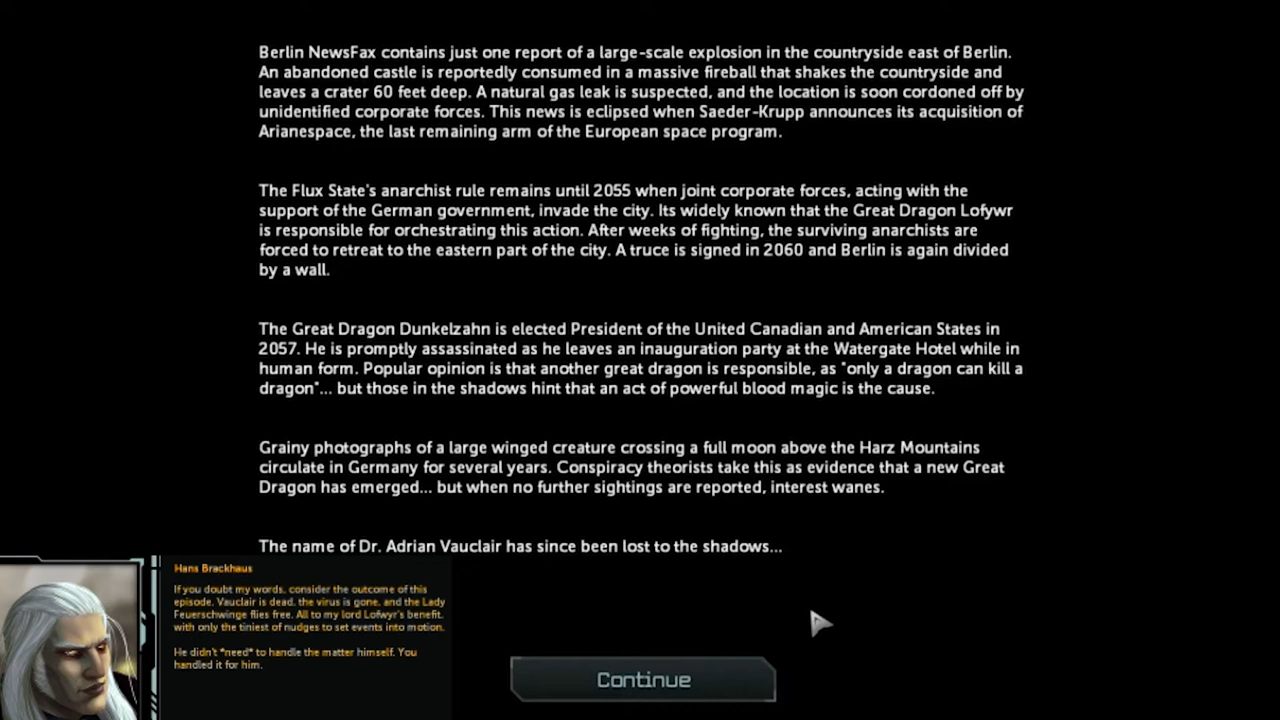 Berlin NewsFax contains just one report of a large-scale explosion in the countryside east of Berlin.
An abandoned castle is reportedly consumed in a massive fireball that shakes the countryside and
leaves a crater 60 feet deep. A natural gas leak is suspected, and the location is soon cordoned off by
unidentified corporate forces. This news is eclipsed when Saeder-Krupp announces its acquisition of
Arianespace, the last remaining arm of the European space program.
The Flux State's anarchist rule remains until 2055 when joint corporate forces, acting with the
support of the German government, invade the city. Its widely known that the Great Dragon Lofywr
is responsible for orchestrating this action. After weeks of fighting, the surviving anarchists are
forced to retreat to the eastern part of the city. A truce is signed in 2060 and Berlin is again divided
by a wall.
The Great Dragon Dunkelzahn is elected President of the United Canadian and American States in
2057. He is promptly assassinated as he leaves an inauguration party at the Watergate Hotel while in
human form. Popular opinion is that another great dragon is responsible, as "only a dragon can kill a
dragon"... but those in the shadows hint that an act of powerful blood magic is the cause.
Grainy photographs of a large winged creature crossing a full moon above the Harz Mountains
circulate in Germany for several years. Conspiracy theorists take this as evidence that a new Great
Dragon has emerged... but when no further sightings are reported, interest wanes.
The name of Dr. Adrian Vauclair has since been lost to the shadows...
Hans Brackhaus
If you doubt my words, consider the outcome of this
episode. Vauclair is dead, the virus is gone, and the Lady
Feuerschwinge flies free. All to my lord Lofwyr's benefit,
with only the tiniest of nudges to set events into motion.
He didn't *need* to handle the matter himself. You
handled it for him.
Continue